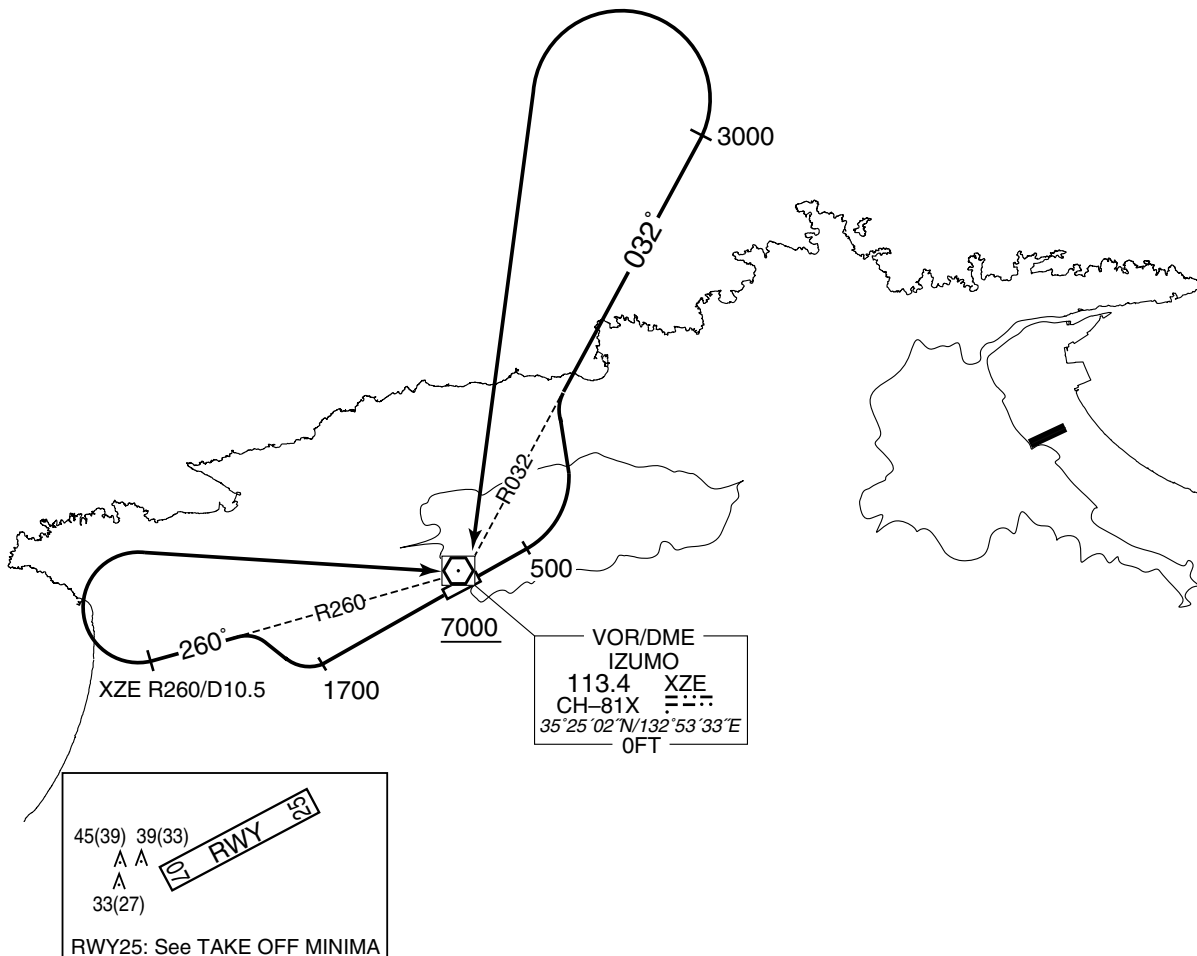 3000
032°
R032
500
R260
260°
7000
XZE R260/D10.5
1700
VOR/DME
IZUMO
113.4 XZE
CH–81X
35°25´02˝N/132°53´33˝E
0FT
45(39) 39(33)
33(27)
07 RWY 25
RWY25: See TAKE OFF MINIMA